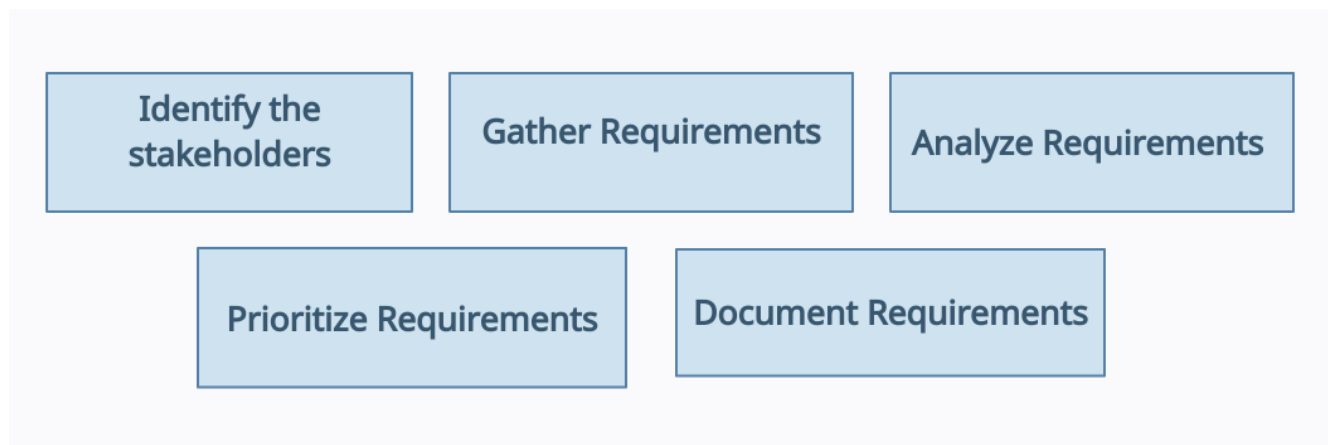 Identify the
stakeholders
Gather Requirements
Analyze Requirements
Prioritize Requirements
Document Requirements